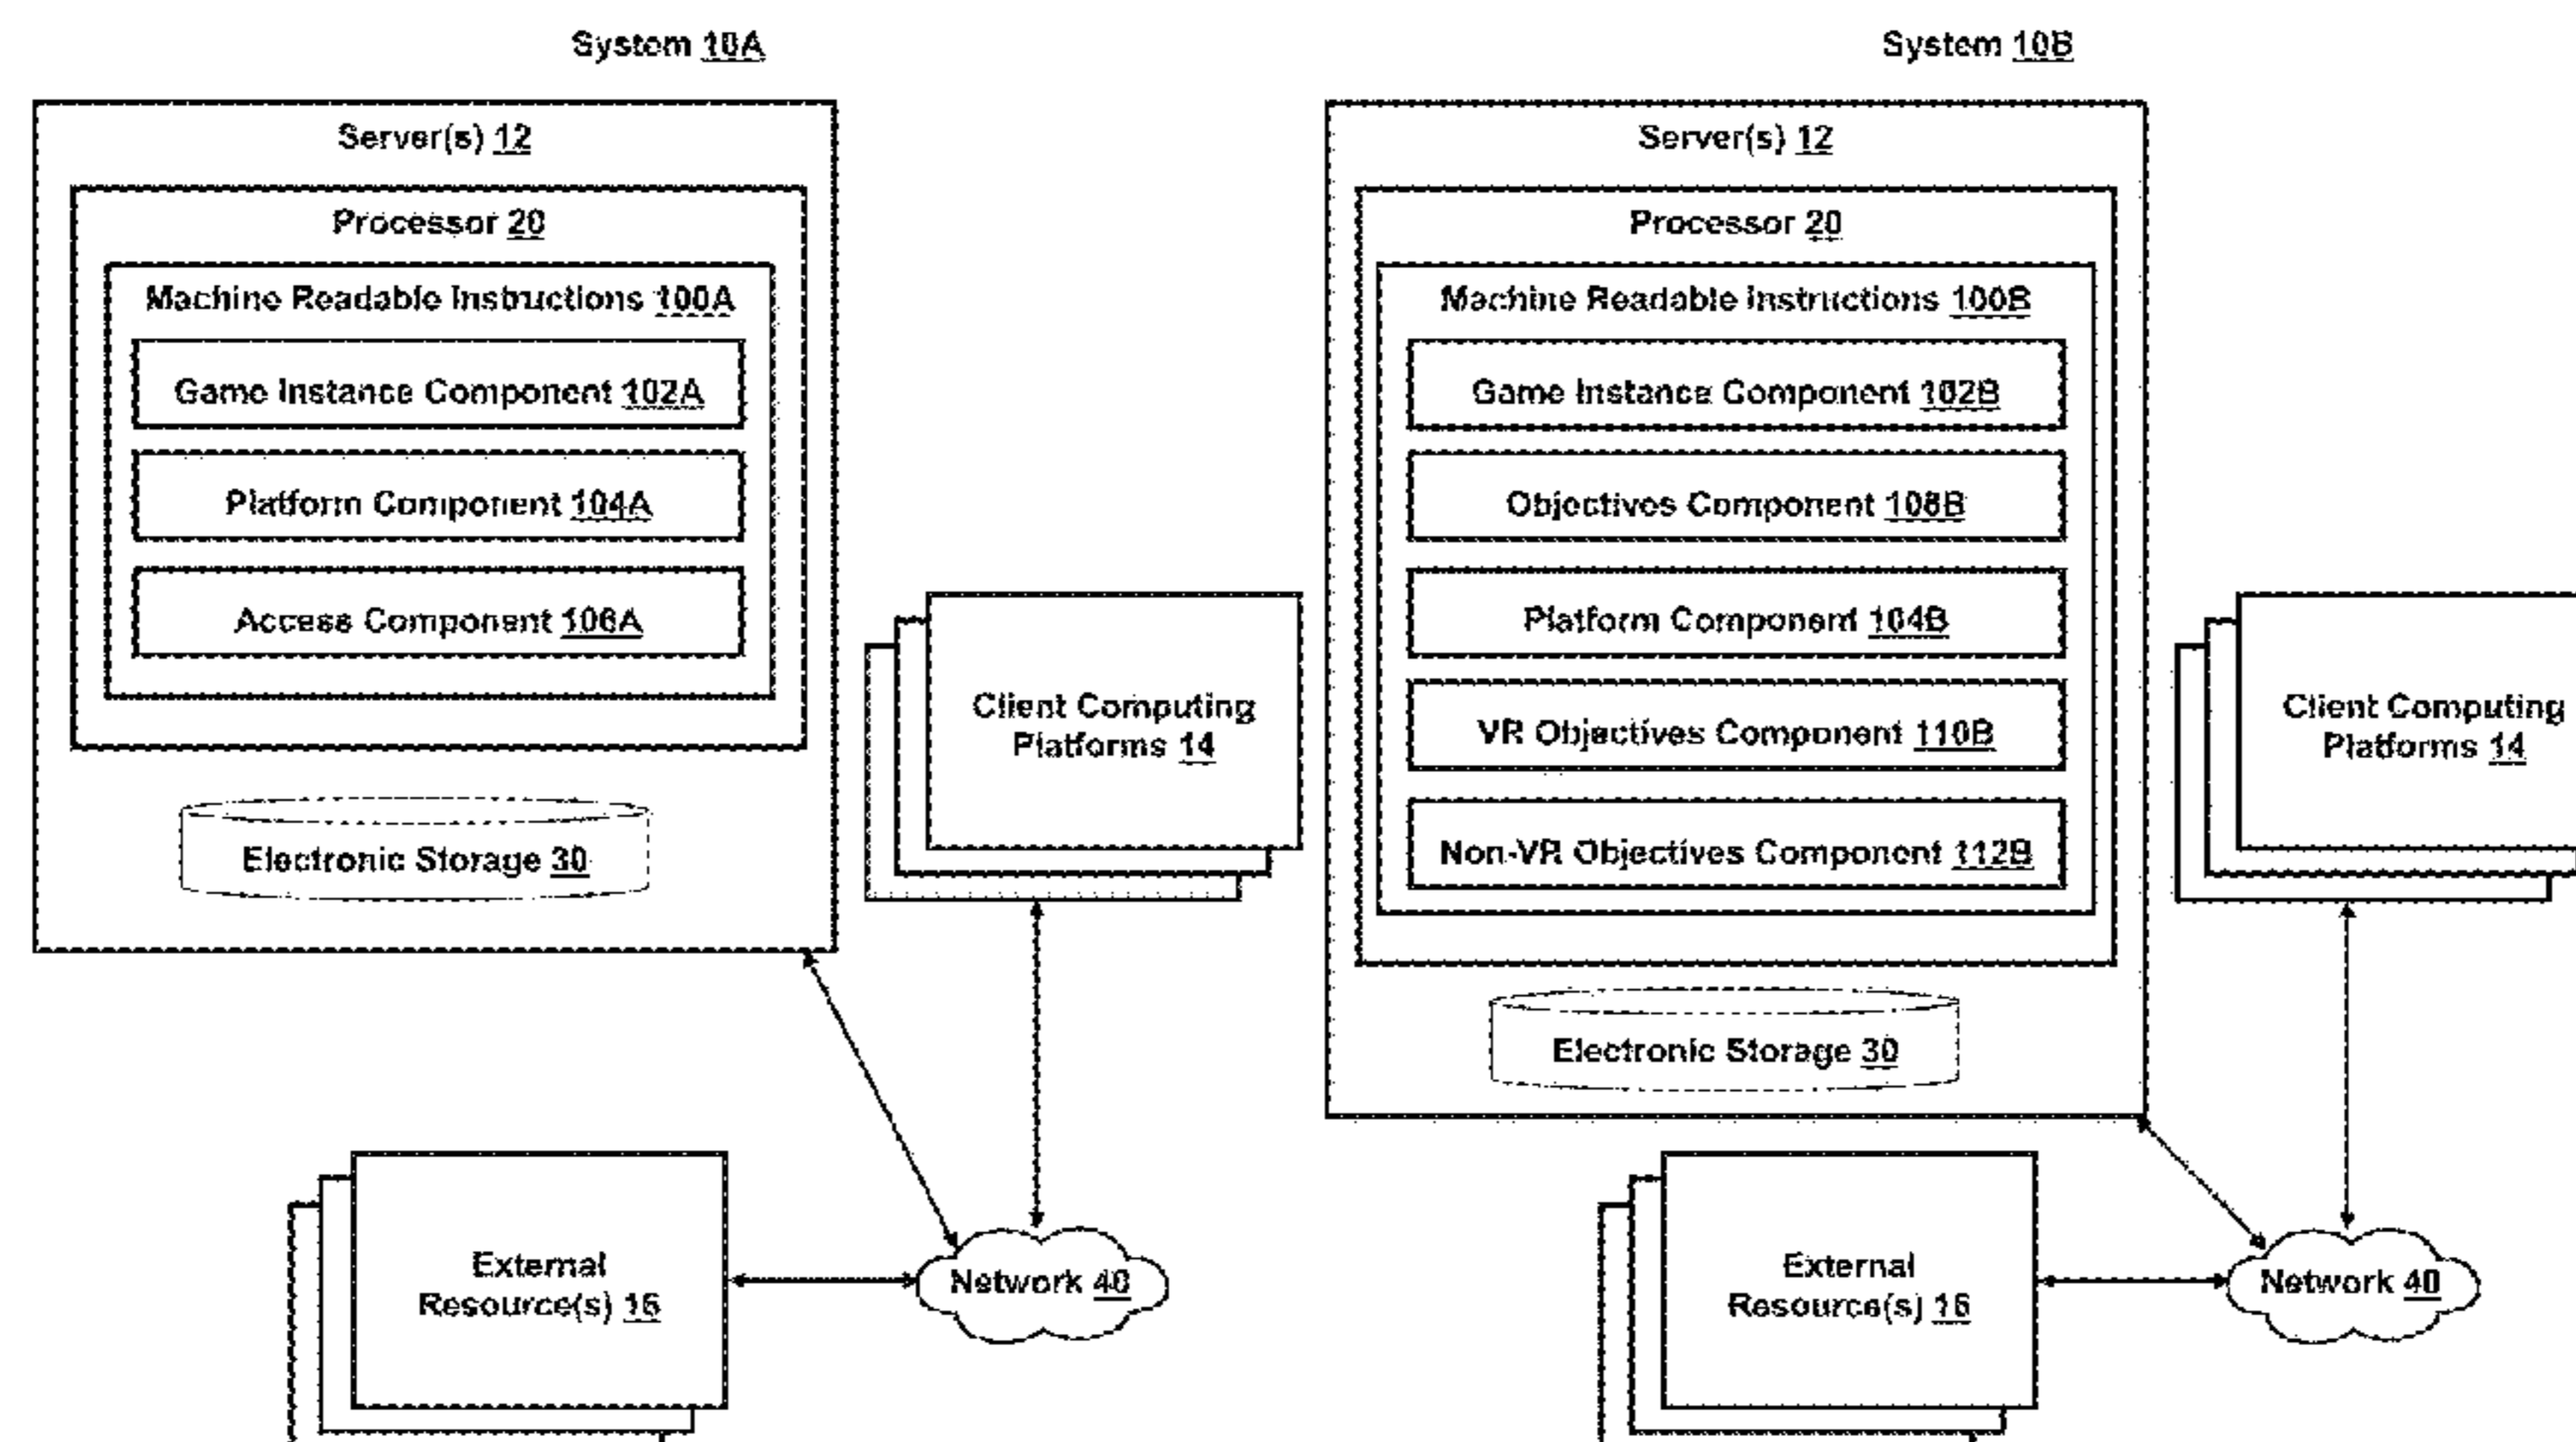 System 10A
Server(s) 12
Processor 20
Machine Readable Instructions 100A
Game Instance Component 102A
Platform Component 104A
Access Component 106A
Electronic Storage 30
Client Computing
Platforms 14
External
Resource(s) 16
Network 40
System 10B
Server(s) 12
Processor 20
Machine Readable Instructions 100B
Game Instance Component 102B
Objectives Component 108B
Platform Component 104B
VR Objectives Component 110B
Non-VR Objectives Component 112B
Electronic Storage 30
Client Computing
Platforms 14
External
Resource(s) 16
Network 40